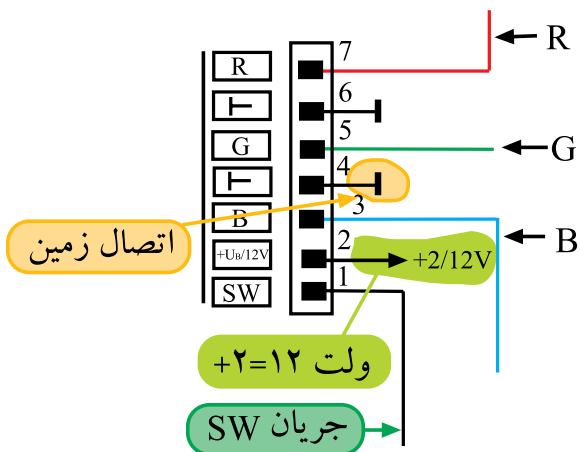 R
7
R
6
G
5
G
4
B
3
B
اتصال زمین
+UB/12V
2
+2/12V
SW
1
+۲=۱۲ ولت
جریان SW